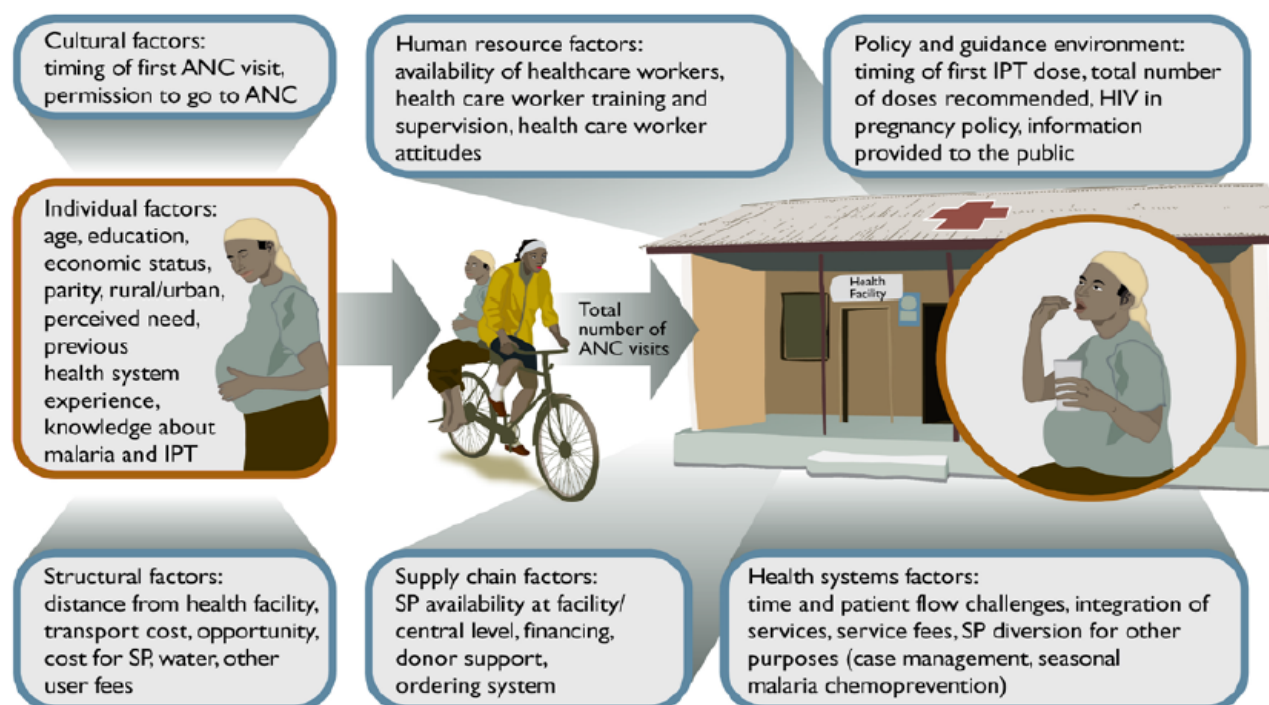 Cultural factors:
timing of first ANC visit,
permission to go to ANC
Human resource factors:
availability of healthcare workers,
health care worker training and
supervision, health care worker
attitudes
Policy and guidance environment:
timing of first IPT dose, total number
of doses recommended, HIV in
pregnancy policy, information
provided to the public
Individual factors:
age, education,
economic status,
parity, rural/urban,
perceived need,
previous
health system
experience,
knowledge about
malaria and IPT
Total
number of
ANC visits
Health
Facility
Structural factors:
distance from health facility,
transport cost, opportunity,
cost for SP, water, other
user fees
Supply chain factors:
SP availability at facility/
central level, financing,
donor support,
ordering system
Health systems factors:
time and patient flow challenges, integration of
services, service fees, SP diversion for other
purposes (case management, seasonal
malaria chemoprevention)